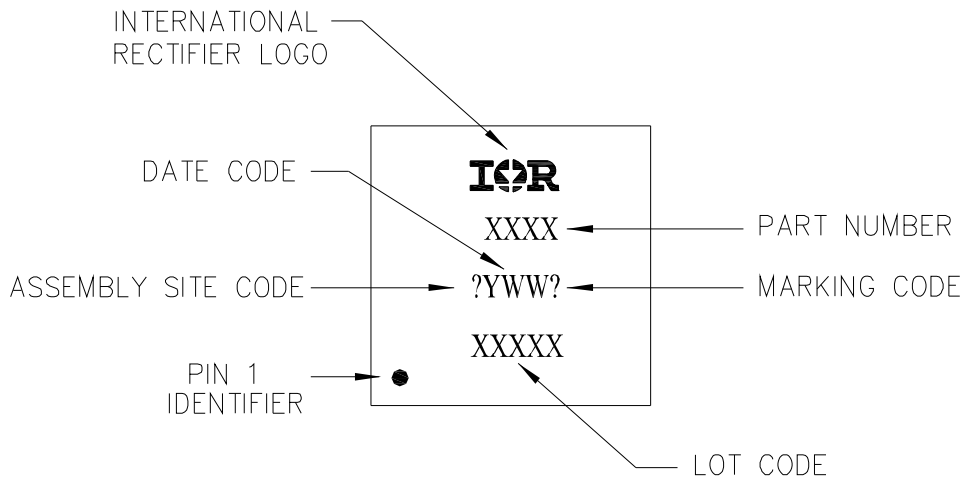 INTERNATIONAL
RECTIFIER LOGO
IOR
DATE CODE
XXXX
PART NUMBER
ASSEMBLY SITE CODE
?YWW?
MARKING CODE
XXXXX
PIN 1
IDENTIFIER
LOT CODE